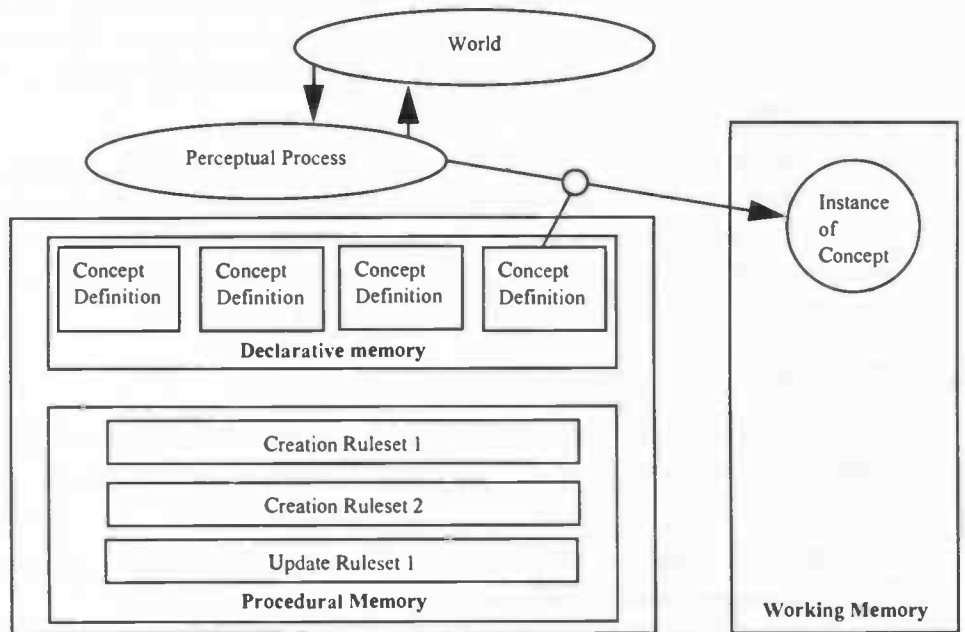 World
Perceptual Process
Instance
of
Concept
Concept
Definition
Concept
Definition
Concept
Definition
Concept
Definition
Declarative memory
Creation Ruleset 1
Creation Ruleset 2
Update Ruleset 1
Procedural Memory
Working Memory